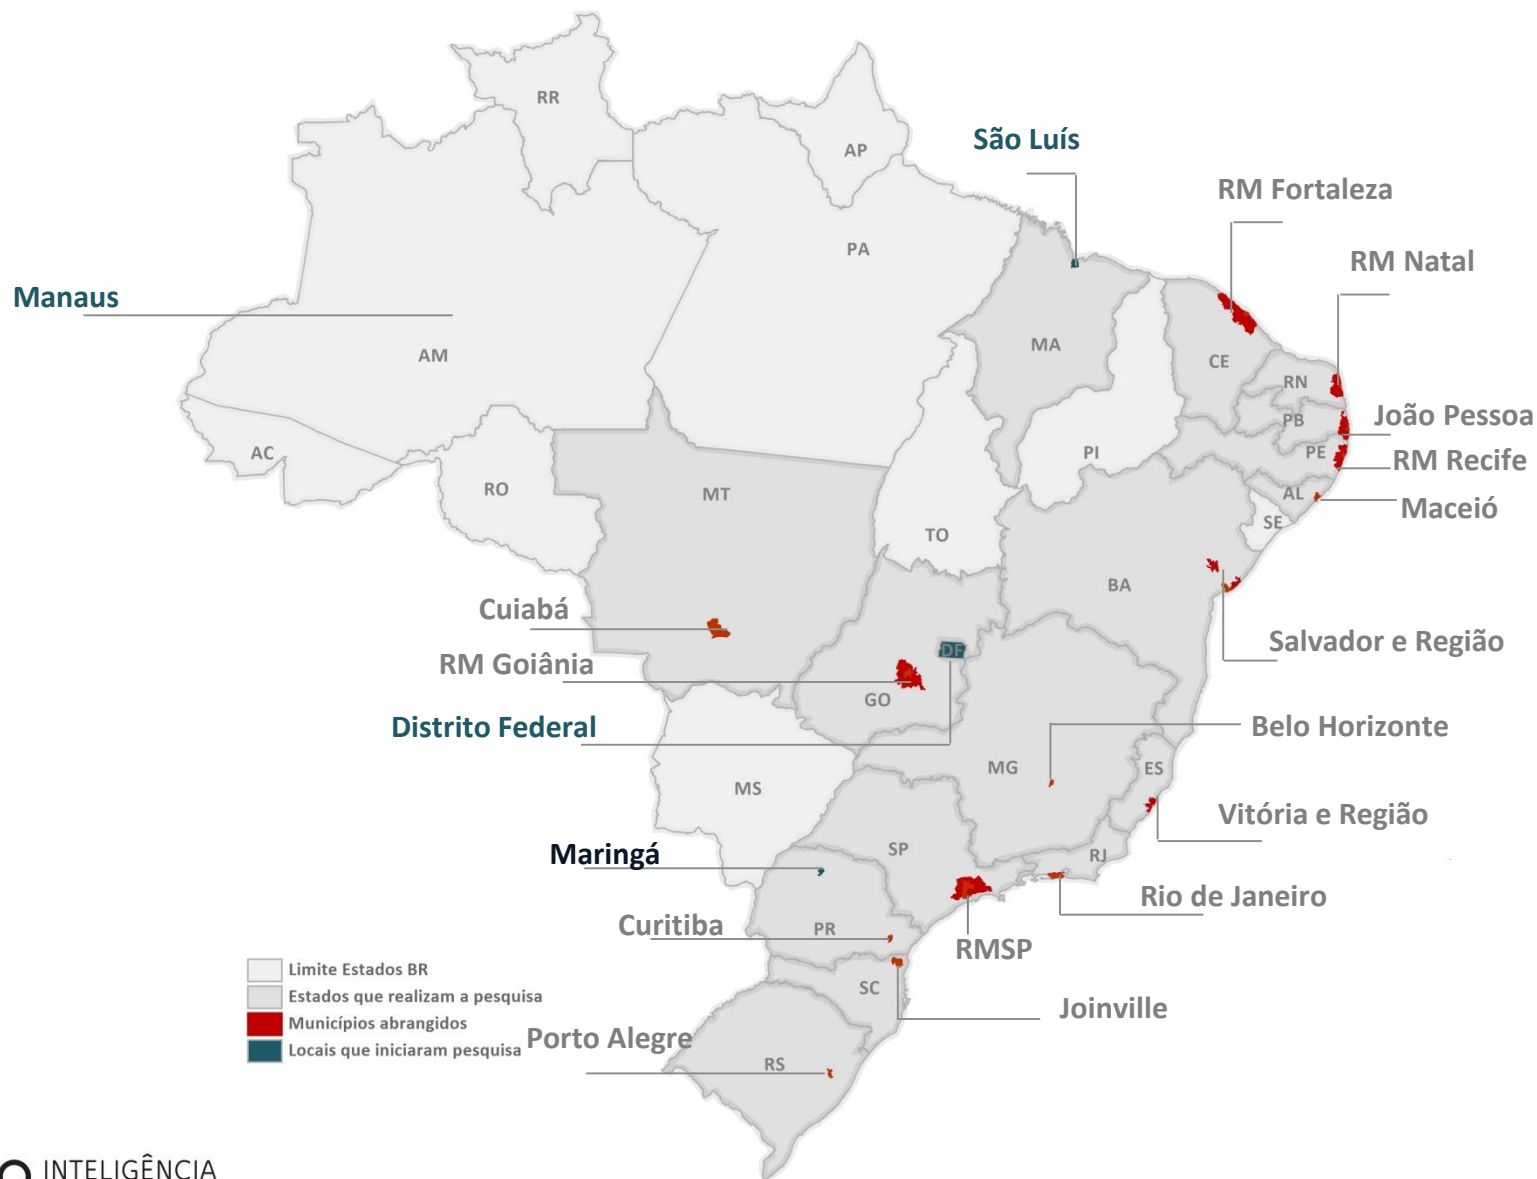 RR
AP
São Luís
RM Fortaleza
PA
RM Natal
Manaus
MA
AM
CE
RN
João Pessoa
PB
AC
PI
PE
RM Recife
RO
MT
AL
Maceió
SE
TO
BA
Cuiabá
Salvador e Região
DF
RM Goiânia
GO
Distrito Federal
Belo Horizonte
MG
ES
MS
Vitória e Região
Maringá
SP
RJ
Rio de Janeiro
Curitiba
PR
RMSP
Limite Estados BR
Estados que realizam a pesquisa
SC
Joinville
Municípios abrangidos
Porto Alegre
Locais que iniciaram pesquisa
RS
INTELIGÊNCIA